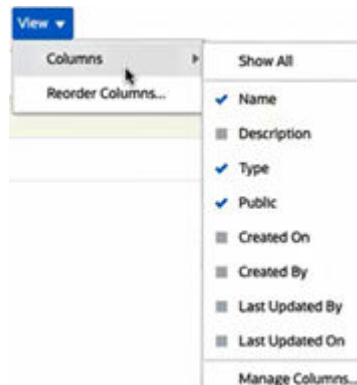 View
Columns
Reorder Columns...
Show All
Name
Description
Type
Public
Created On
Created By
Last Updated By
Last Updated On
Manage Columns...